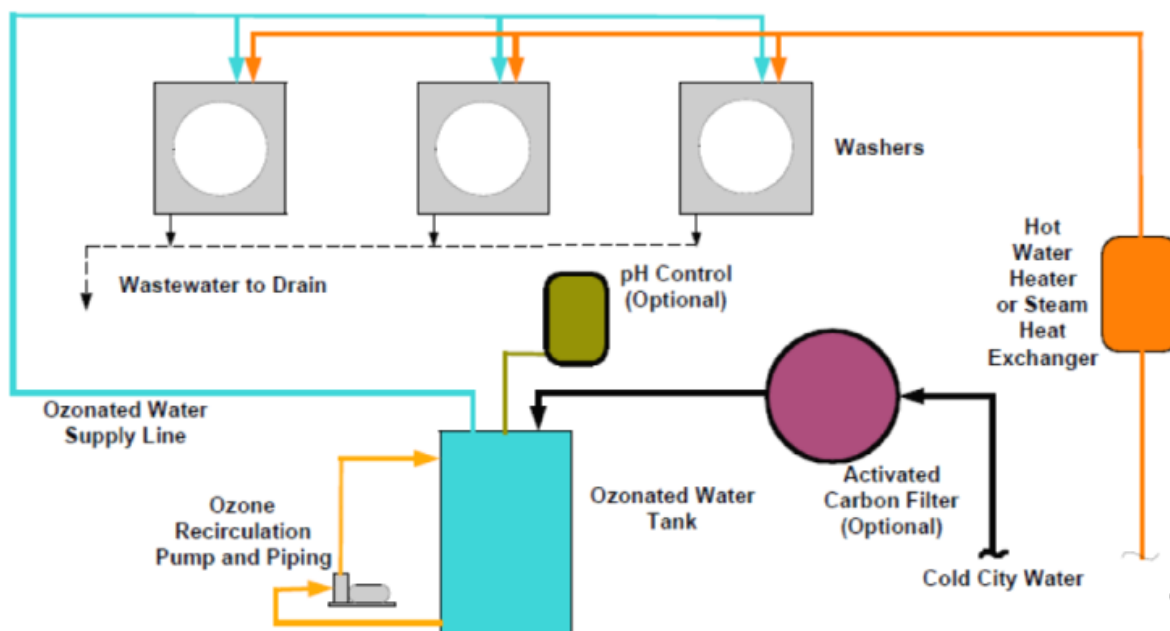 Washers
Hot
Water
Heater
or Steam
Heat
Exchanger
pH Control
(Optional)
Wastewater to Drain
Ozonated Water
Supply Line
Ozone
Recirculation
Pump and Piping
Ozonated Water
Tank
Activated
Carbon Filter
(Optional)
Cold City Water